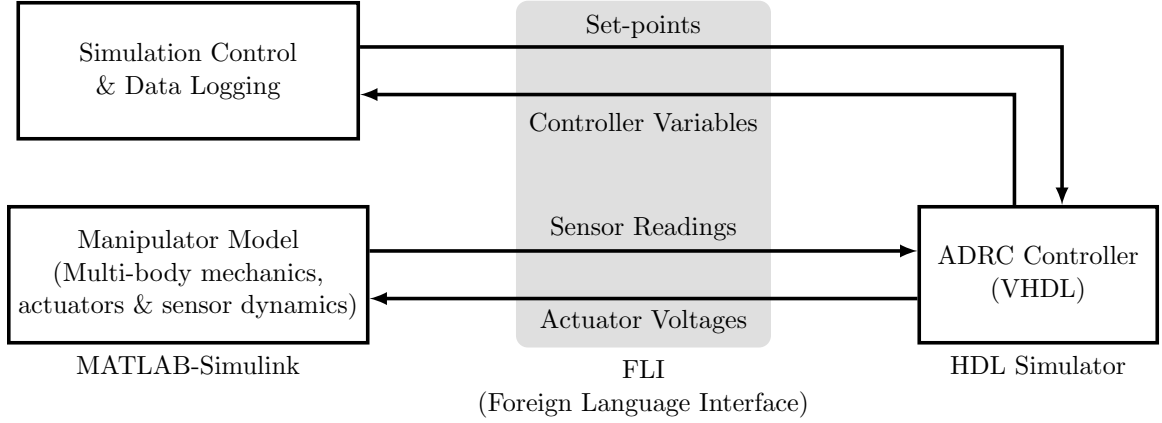 Simulation Control
& Data Logging
Set-points
Controller Variables
Manipulator Model
(Multi-body mechanics,
actuators & sensor dynamics)
MATLAB-Simulink
Sensor Readings
Actuator Voltages
FLI
(Foreign Language Interface)
ADRC Controller
(VHDL)
HDL Simulator